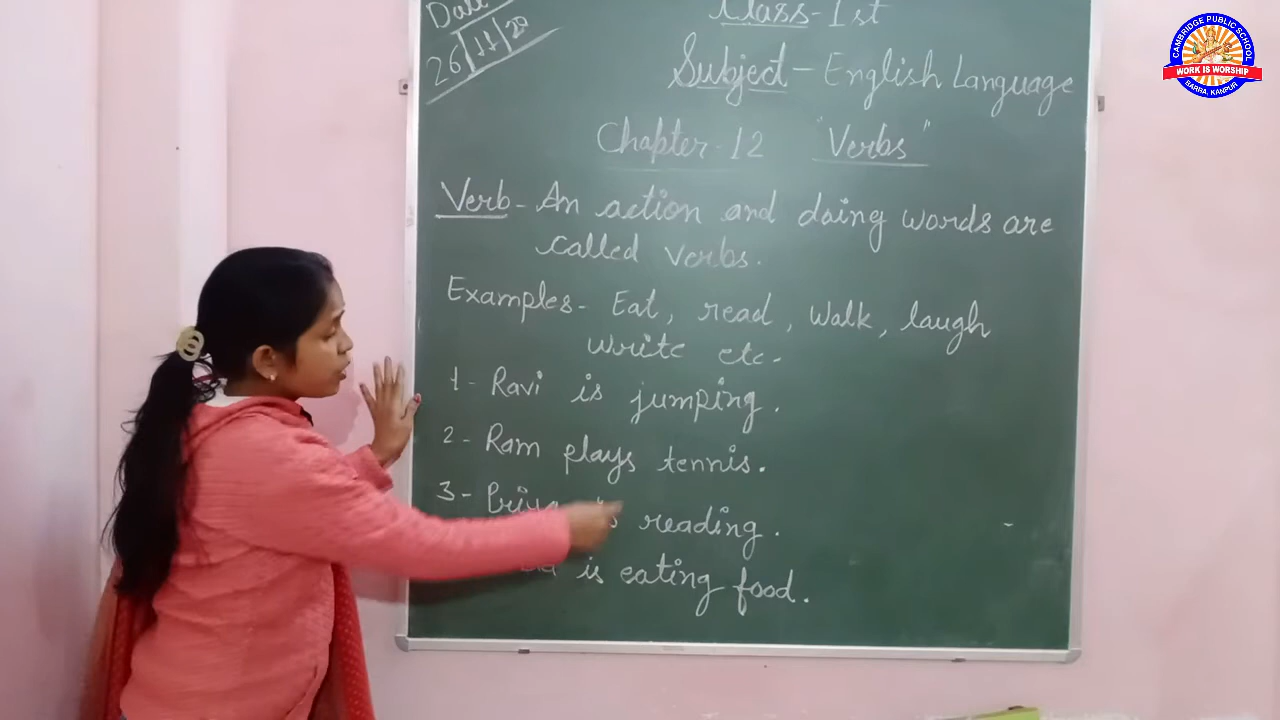 Date
26/11/20
Class-1st
Subject - English Language
Chapter-12 "Verbs"
Verb - An action and doing words are
called verbs.
Examples - Eat, read, walk, laugh
write etc-
1- Ravi is jumping.
2- Ram plays tennis.
3- Priya is reading.
is eating food.
CAMBRIDGE PUBLIC SCHOOL
WORK IS WORSHIP
BARRA, KANPUR